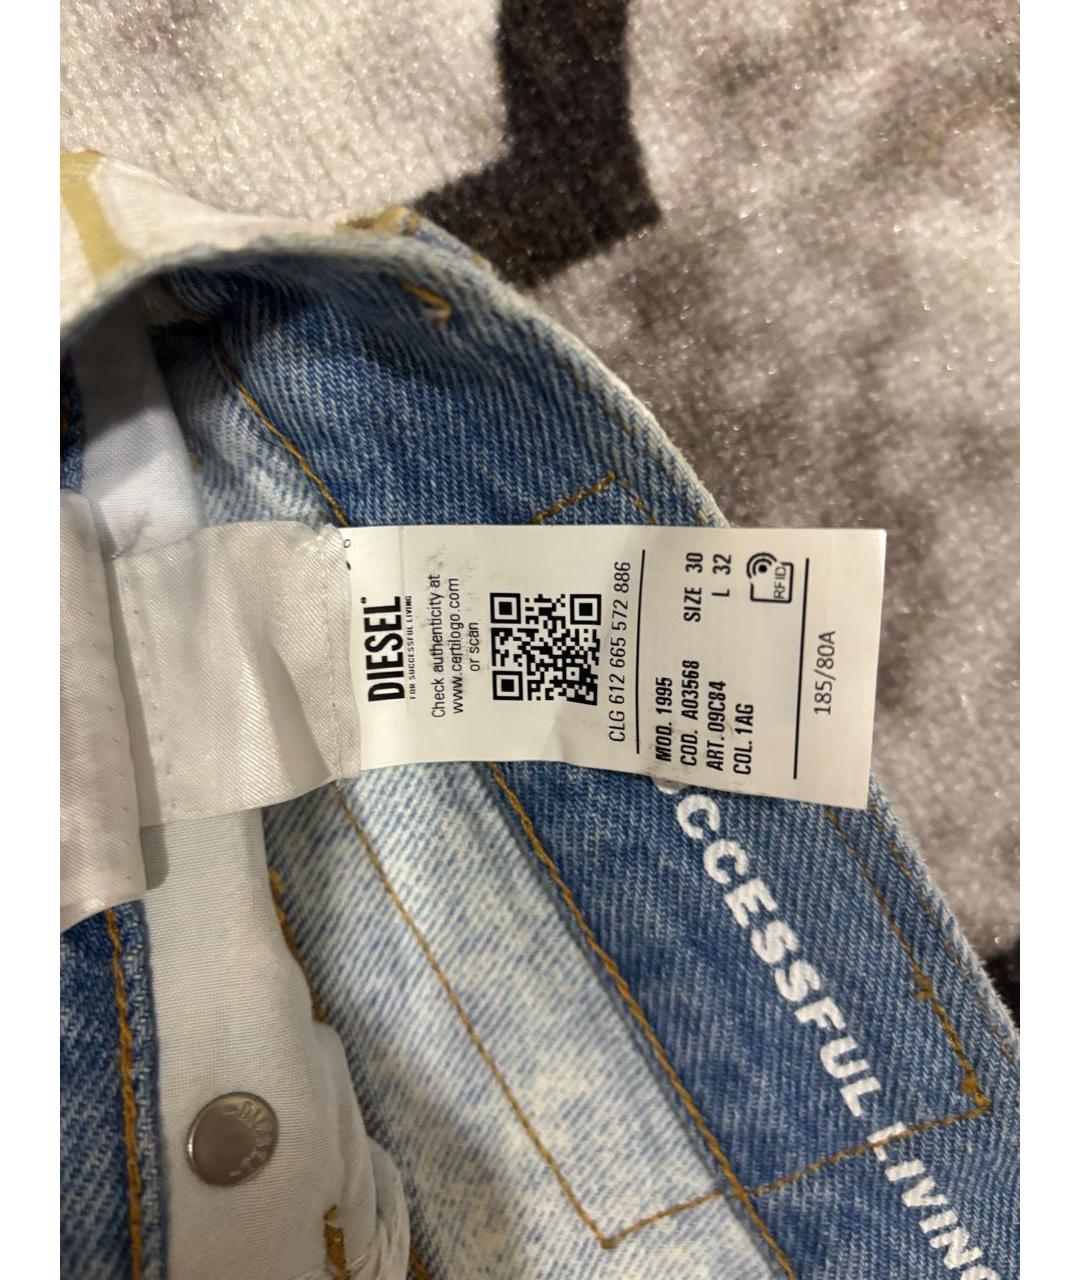 DIESEL
FOR SUCCESSFUL LIVING
Check authenticity at
www.certilogo.com
or scan
CLG 612 665 572 886
MOD. 1995
COD. A03568 SIZE 30
ART. 09C84 L 32
COL. 1AG
RFID
185/80A
CCESSFUL LIVING
DIESEL